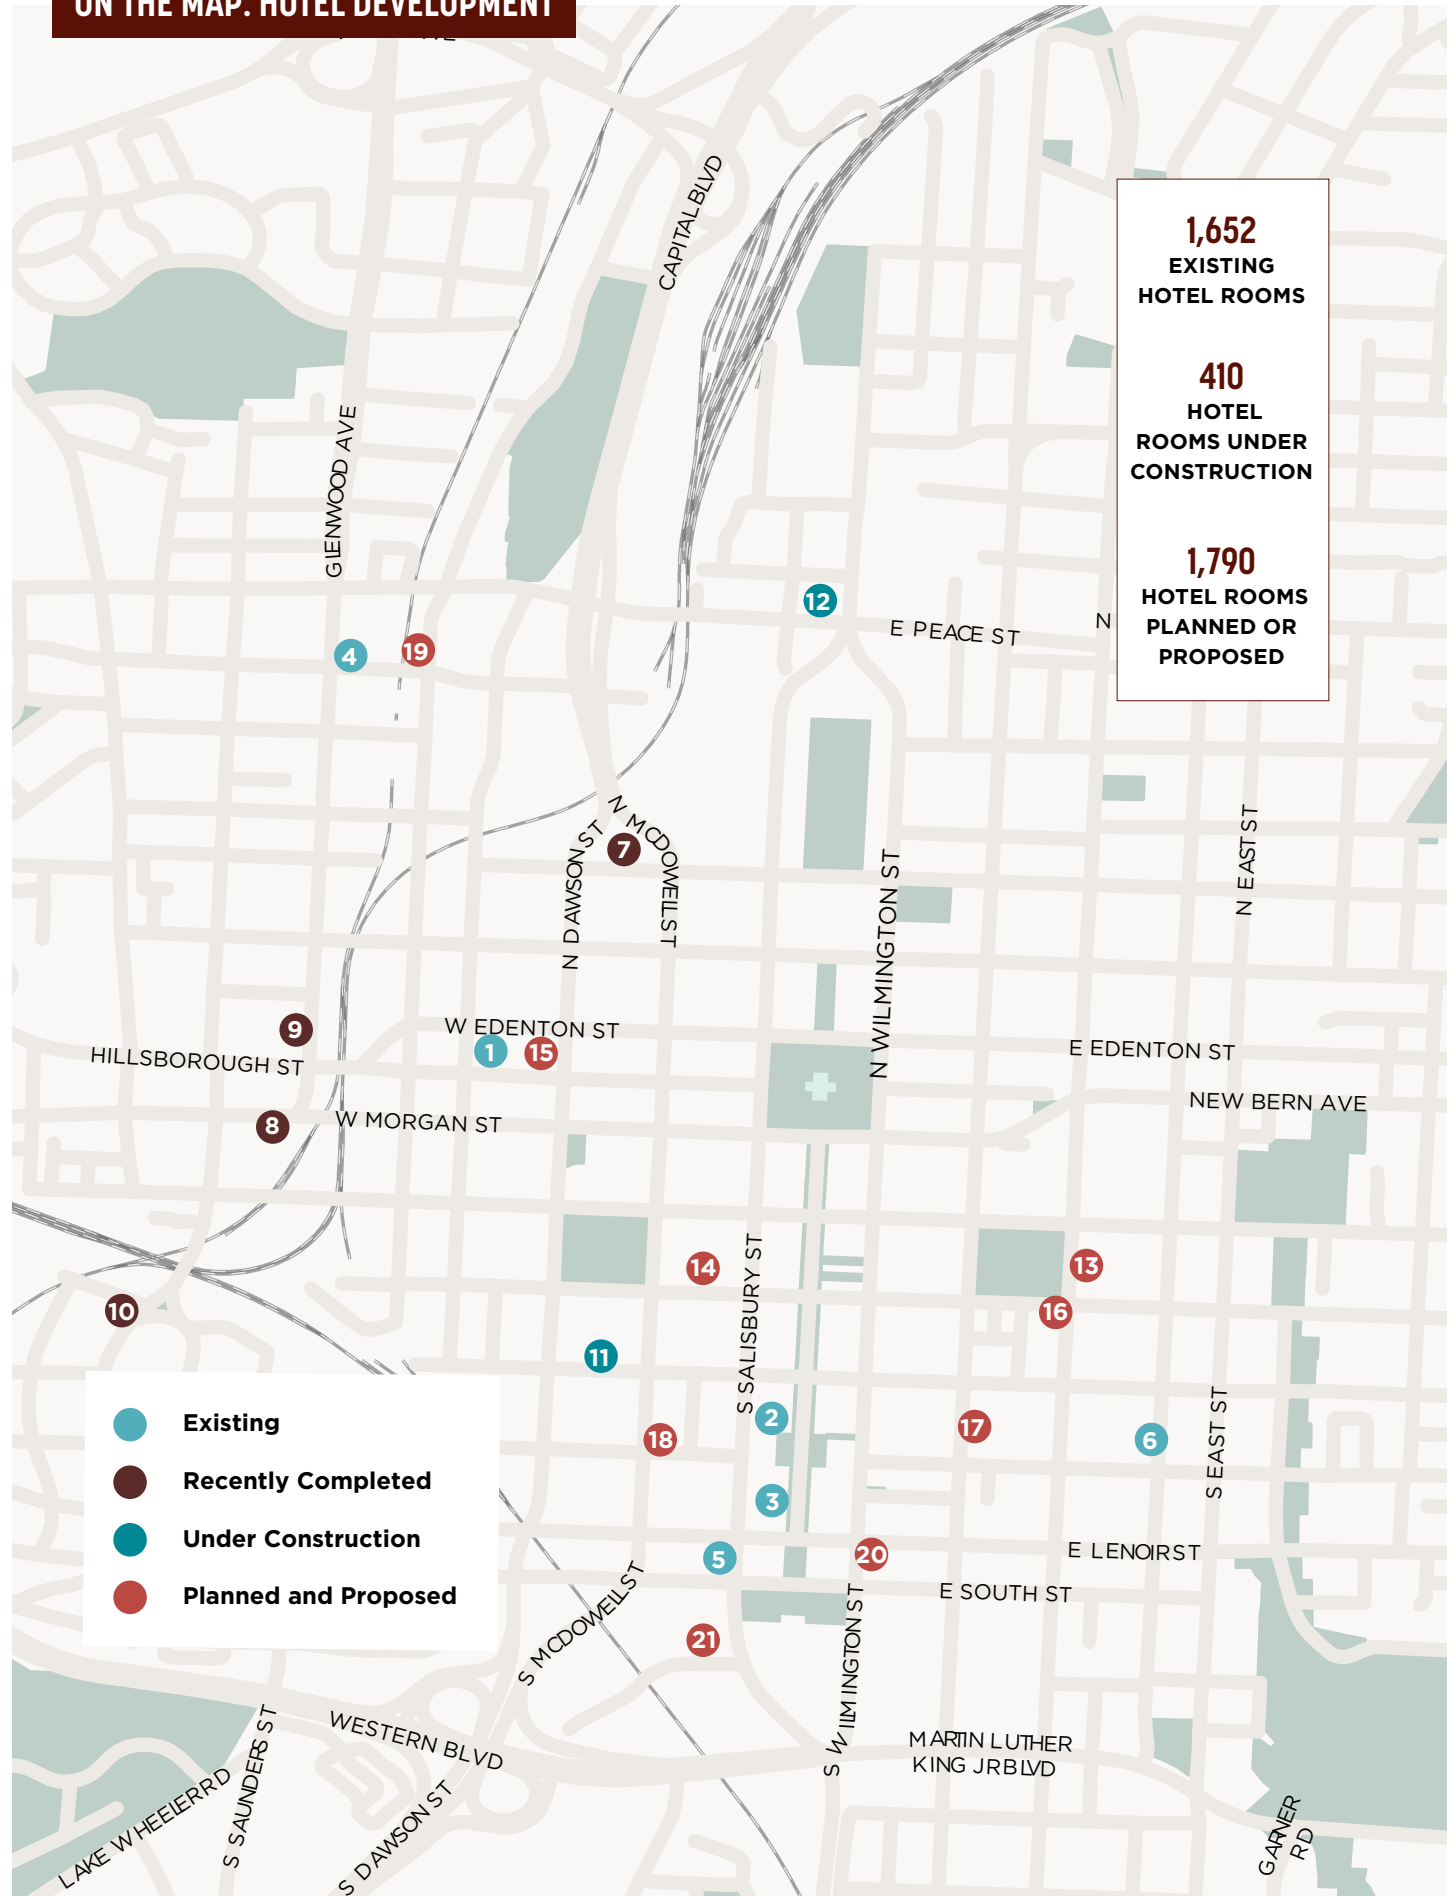 ON THE MAP: HOTEL DEVELOPMENT
CAPITAL BLVD
1,652
EXISTING
HOTEL ROOMS
410
HOTEL
ROOMS UNDER
CONSTRUCTION
1,790
HOTEL ROOMS
PLANNED OR
PROPOSED
GLENWOOD AVE
12
E PEACE ST
N
4
19
N MCDOWELL ST
N DAWSON ST
7
N WILMINGTON ST
N EAST ST
9
W EDENTON ST
1
15
HILLSBOROUGH ST
E EDENTON ST
NEW BERN AVE
8
W MORGAN ST
14
S SALISBURY ST
13
10
16
11
2
18
17
6
S EAST ST
3
5
20
E LENOIR ST
E SOUTH ST
Existing
Recently Completed
Under Construction
Planned and Proposed
S MCDOWELL ST
21
S WILMINGTON ST
WESTERN BLVD
MARTIN LUTHER
KING JR BLVD
LAKE WHEELER RD
S SAUNDERS ST
S DAWSON ST
GARNER
RD